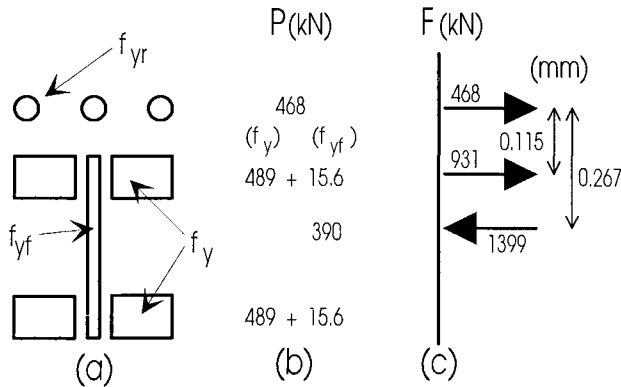 P(kN)
F(kN)
f_yr
(mm)
468
468
(f_y) (f_yf)
0.115
931
489 + 15.6
0.267
f_yf
f_y
390
1399
489 + 15.6
(a)
(b)
(c)